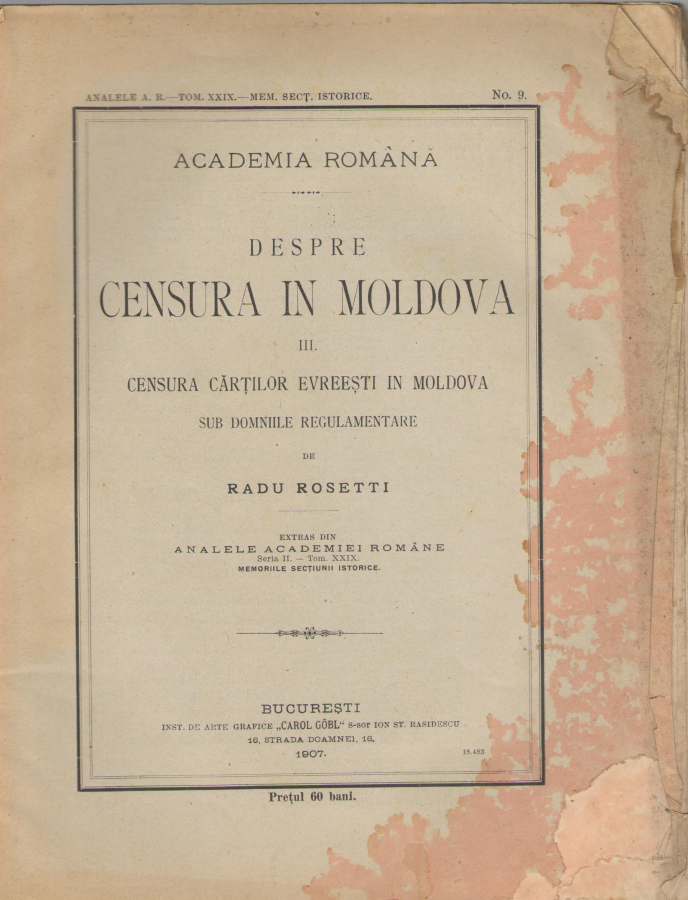 ANALELE A. R.—TOM. XXIX.—MEM. SECȚ. ISTORICE. No. 9.
ACADEMIA ROMÂNĂ
DESPRE
CENSURA IN MOLDOVA
III.
CENSURA CĂRȚILOR EVREEȘTI IN MOLDOVA
SUB DOMNIILE REGULAMENTARE
DE
RADU ROSETTI
EXTRAS DIN
ANALELE ACADEMIEI ROMÂNE
Seria II. — Tom. XXIX.
MEMORIILE SECȚIUNII ISTORICE.
BUCUREȘTI
INST. DE ARTE GRAFICE „CAROL GÖBL“ S-sor ION ST. RASIDESCU
16, STRADA DOAMNEI, 16.
1907.
18.483
Prețul 60 bani.